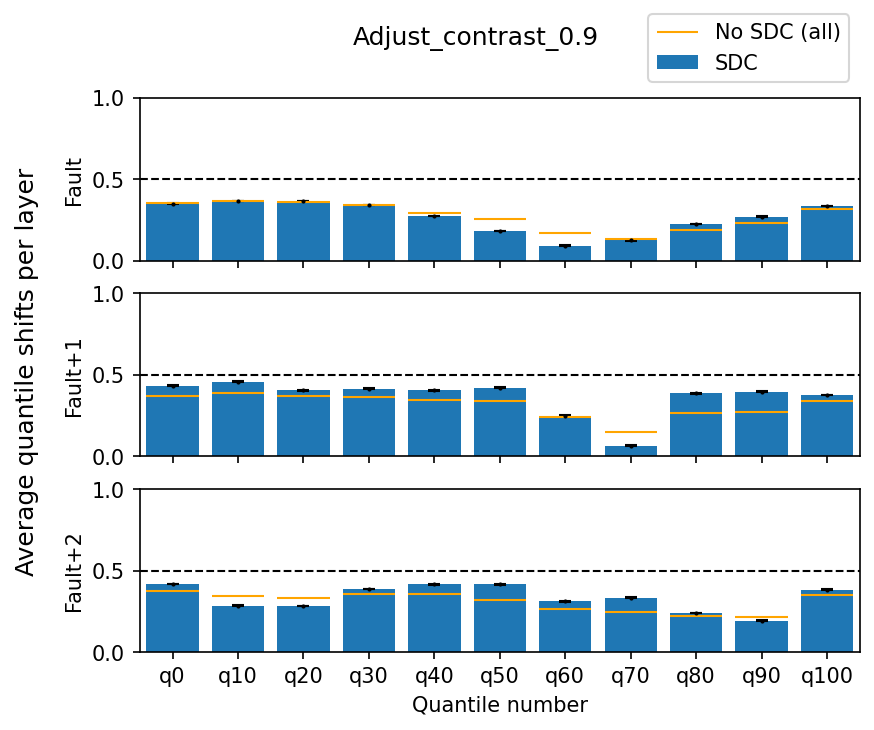 Adjust_contrast_0.9
No SDC (all)
SDC
Average quantile shifts per layer
Fault
1.0
0.5
0.0
Fault+1
1.0
0.5
0.0
Fault+2
1.0
0.5
0.0
q0 q10 q20 q30 q40 q50 q60 q70 q80 q90 q100
Quantile number